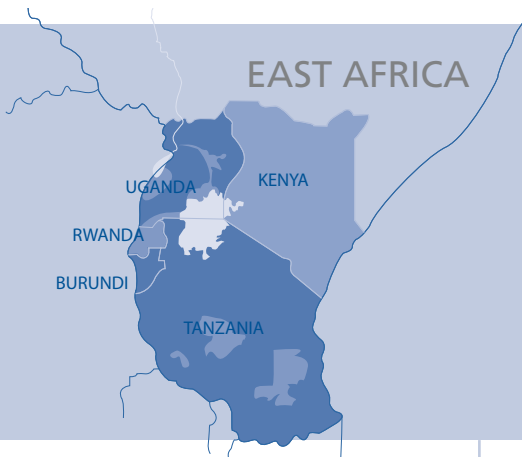 EAST AFRICA
UGANDA
KENYA
RWANDA
BURUNDI
TANZANIA